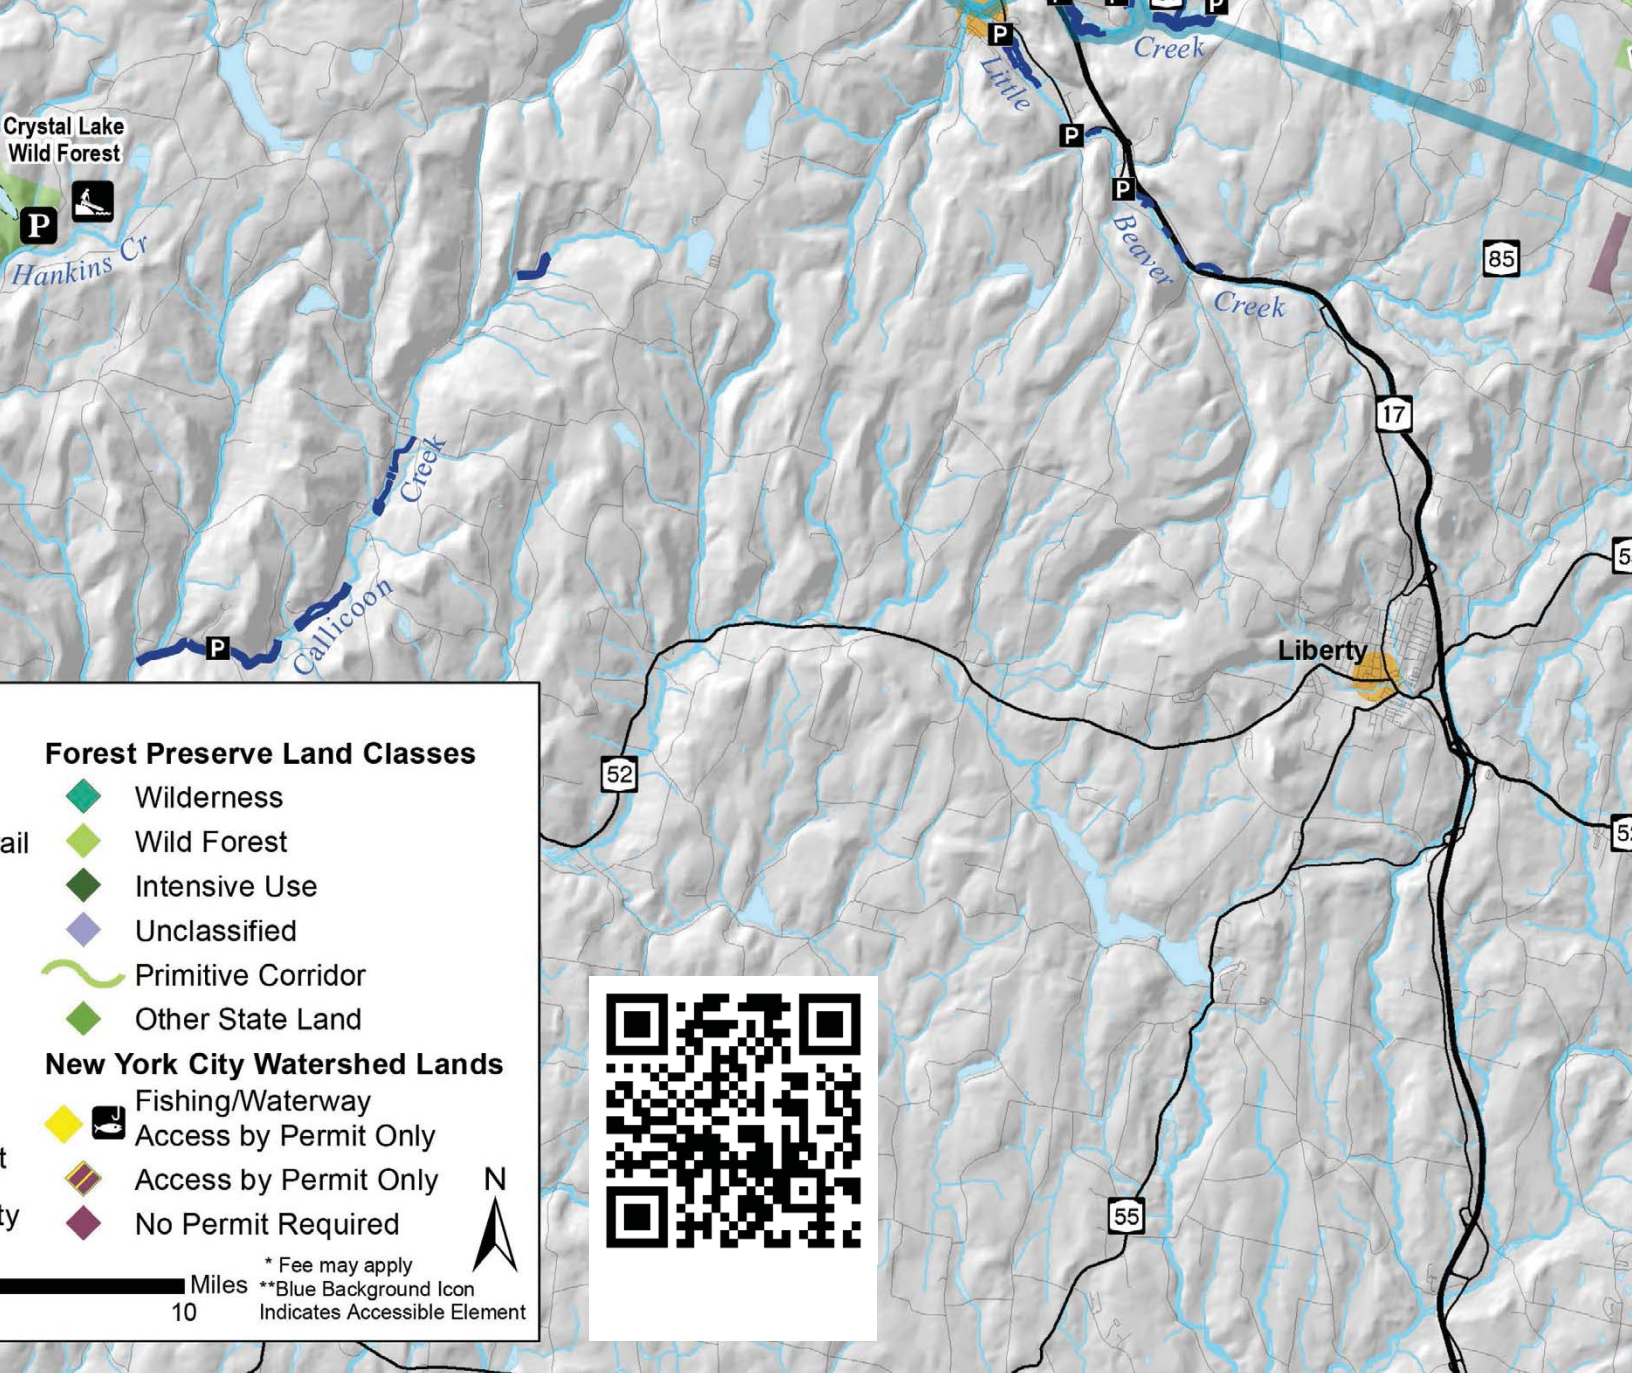 P
P
Creek
Little
P
Crystal Lake
Wild Forest
P
P
Beaver
Hankins Cr
85
Creek
17
Creek
Callicoon
P
Liberty
52
55
Forest Preserve Land Classes
Wilderness
Wild Forest
Intensive Use
Unclassified
Primitive Corridor
Other State Land
New York City Watershed Lands
Fishing/Waterway
Access by Permit Only
Access by Permit Only
No Permit Required
N
* Fee may apply
Miles
**Blue Background Icon
10
Indicates Accessible Element